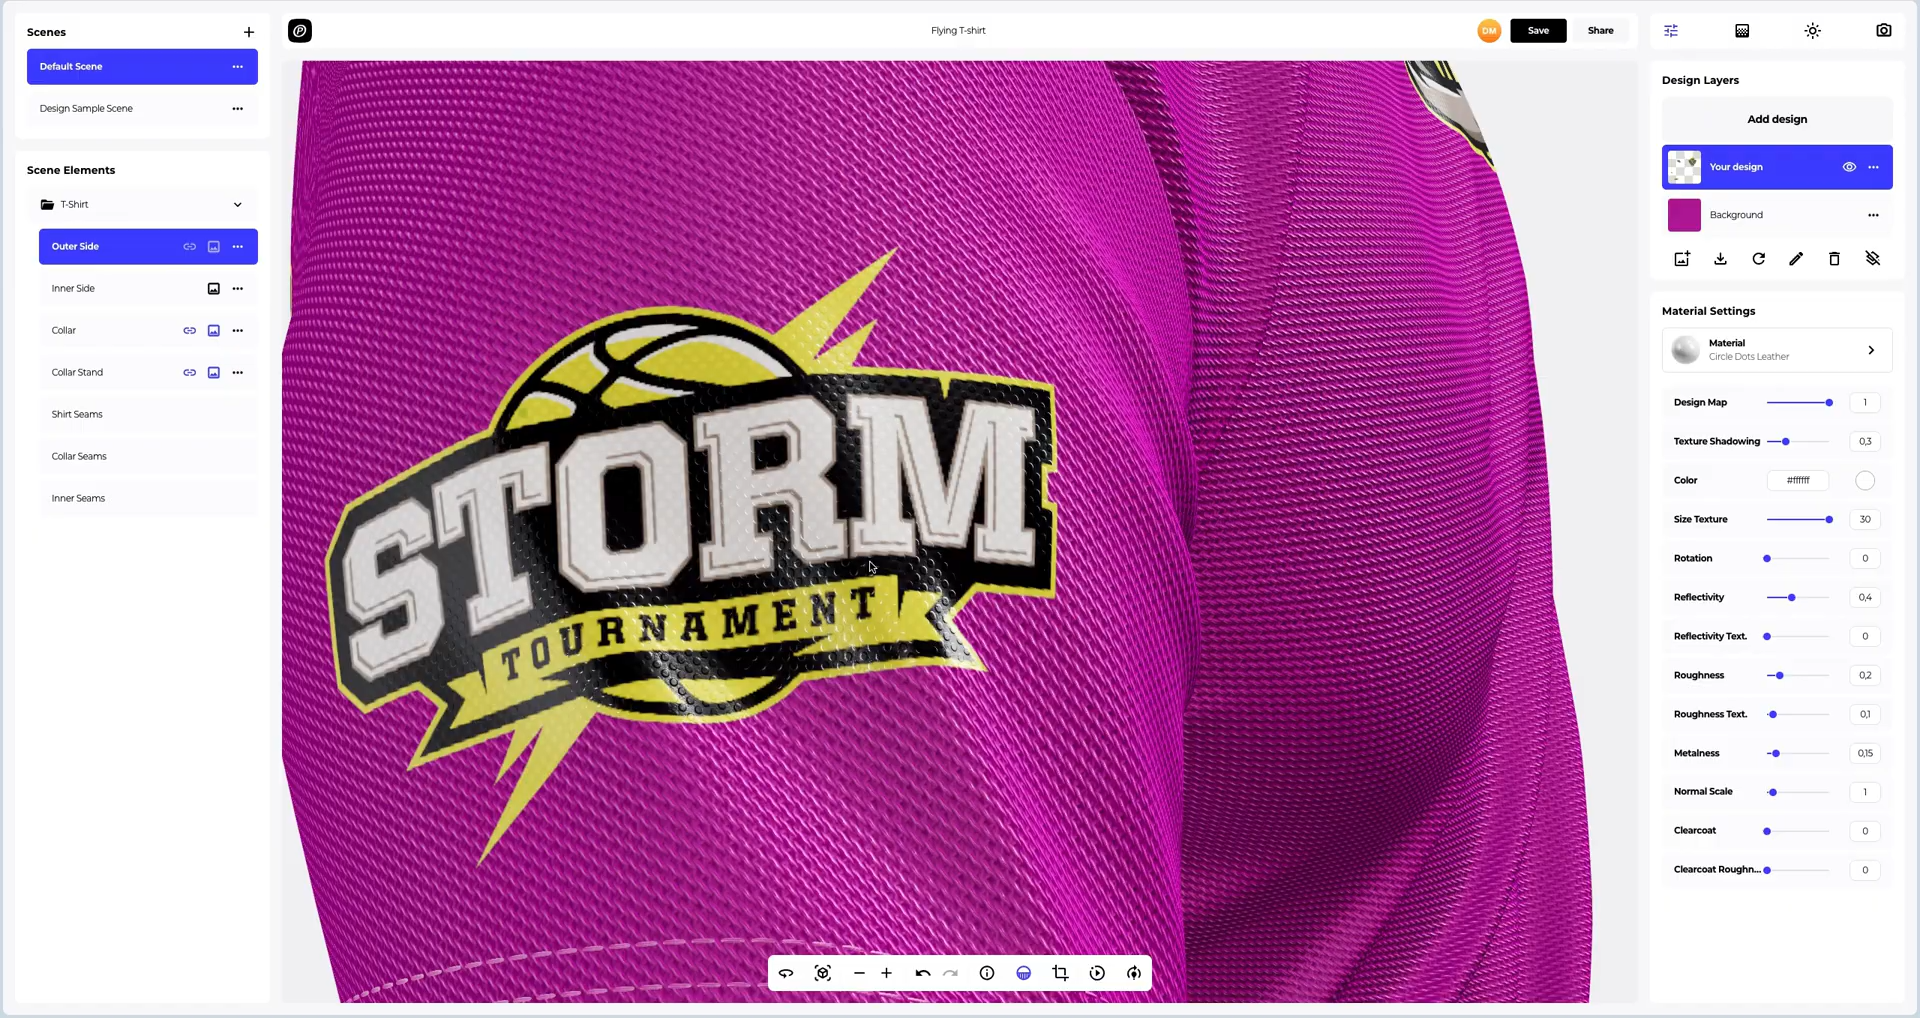 Scenes
Default Scene
Design Sample Scene
Scene Elements
T-Shirt
Outer Side
Inner Side
Collar
Collar Stand
Shirt Seams
Collar Seams
Inner Seams
Flying T-shirt
DM
Save
Share
STORM
TOURNAMENT
Design Layers
Add design
Your design
Background
Material Settings
Material
Circle Dots Leather
Design Map 1
Texture Shadowing 0,3
Color #ffffff
Size Texture 30
Rotation 0
Reflectivity 0,4
Reflectivity Text. 0
Roughness 0,2
Roughness Text. 0,1
Metalness 0,15
Normal Scale 1
Clearcoat 0
Clearcoat Roughn... 0